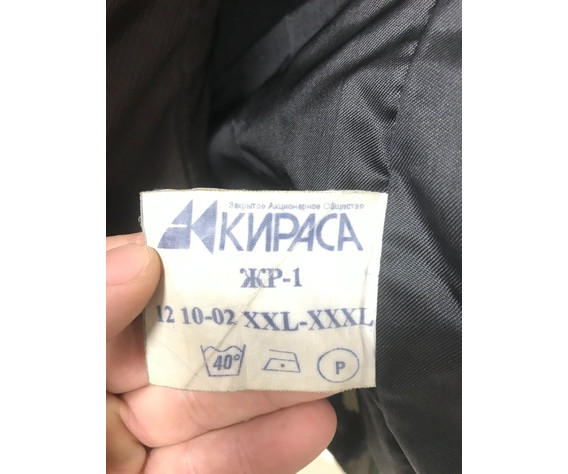 Закрытое Акционерное Общество
КИРАСА
ЖР-1
12 10-02 XXL-XXXL
40° P